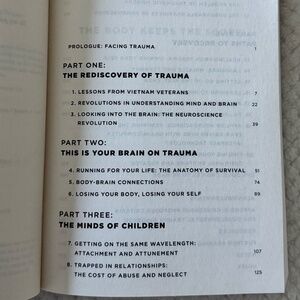 PROLOGUE: FACING TRAUMA 1
PART ONE:
THE REDISCOVERY OF TRAUMA
1. LESSONS FROM VIETNAM VETERANS 7
2. REVOLUTIONS IN UNDERSTANDING MIND AND BRAIN 22
3. LOOKING INTO THE BRAIN: THE NEUROSCIENCE
REVOLUTION 39
PART TWO:
THIS IS YOUR BRAIN ON TRAUMA
4. RUNNING FOR YOUR LIFE: THE ANATOMY OF SURVIVAL 51
5. BODY-BRAIN CONNECTIONS 74
6. LOSING YOUR BODY, LOSING YOUR SELF 89
PART THREE:
THE MINDS OF CHILDREN
7. GETTING ON THE SAME WAVELENGTH:
ATTACHMENT AND ATTUNEMENT 107
8. TRAPPED IN RELATIONSHIPS:
THE COST OF ABUSE AND NEGLECT 125